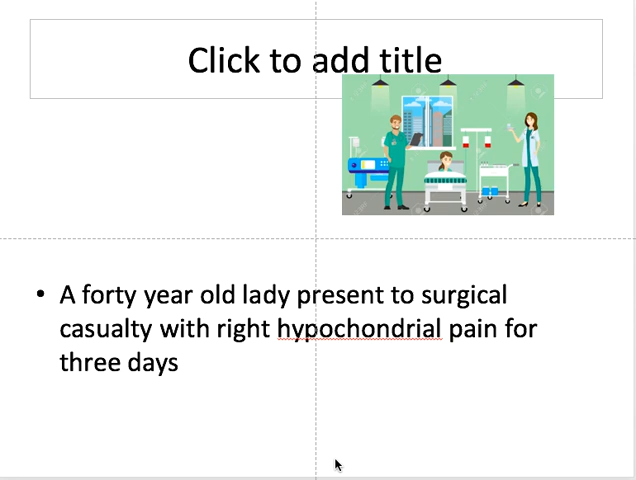 Click to add title
• A forty year old lady present to surgical
casualty with right hypochondrial pain for
three days